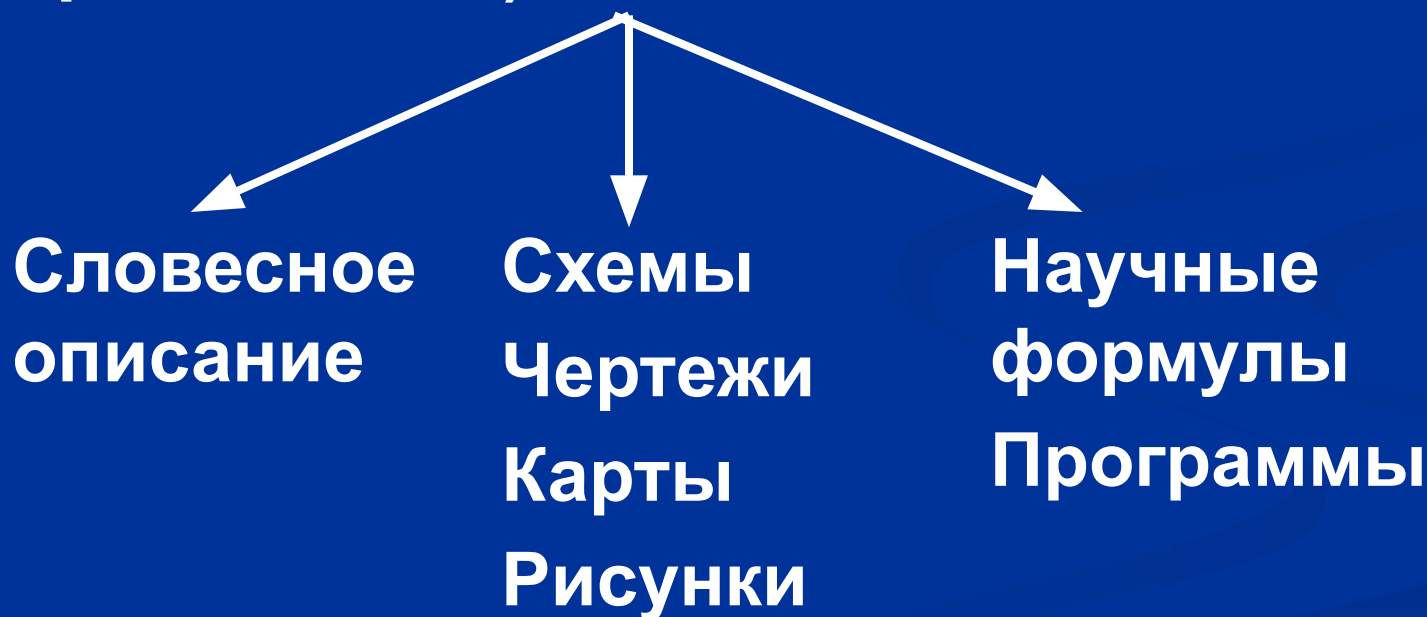 Словесное
описание
Схемы
Чертежи
Карты
Рисунки
Научные
формулы
Программы